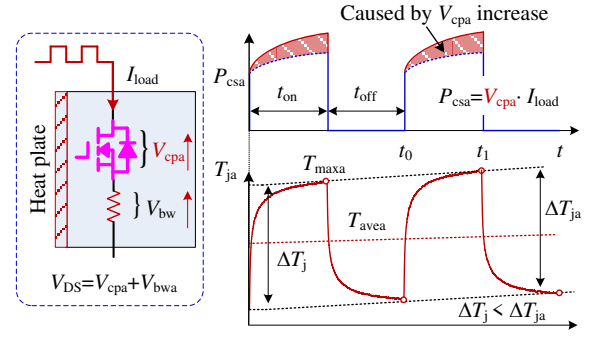 I_load
Heat plate
V_cpa
V_bw
V_DS=V_cpa+V_bwa
Caused by V_cpa increase
P_csa
t_on
t_off
P_csa=V_cpa· I_load
t_0
t_1
t
T_ja
T_maxa
T_avea
ΔT_j
ΔT_ja
ΔT_j < ΔT_ja